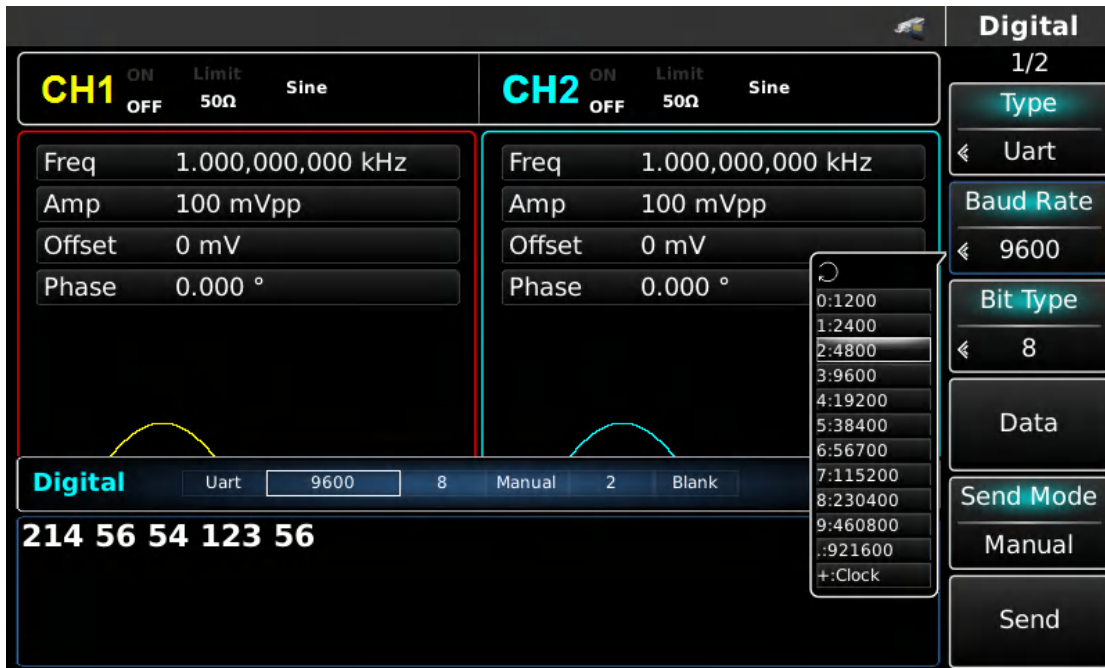 Digital
1/2
CH1 ON OFF Limit 50Ω Sine
CH2 ON OFF Limit 50Ω Sine
Freq 1.000,000,000 kHz
Amp 100 mVpp
Offset 0 mV
Phase 0.000 °
Freq 1.000,000,000 kHz
Amp 100 mVpp
Offset 0 mV
Phase 0.000 °
0:1200
1:2400
2:4800
3:9600
4:19200
5:38400
6:56700
7:115200
8:230400
9:460800
.:921600
+:Clock
Type
Uart
Baud Rate
9600
Bit Type
8
Data
Send Mode
Manual
Send
Digital Uart 9600 8 Manual 2 Blank
214 56 54 123 56